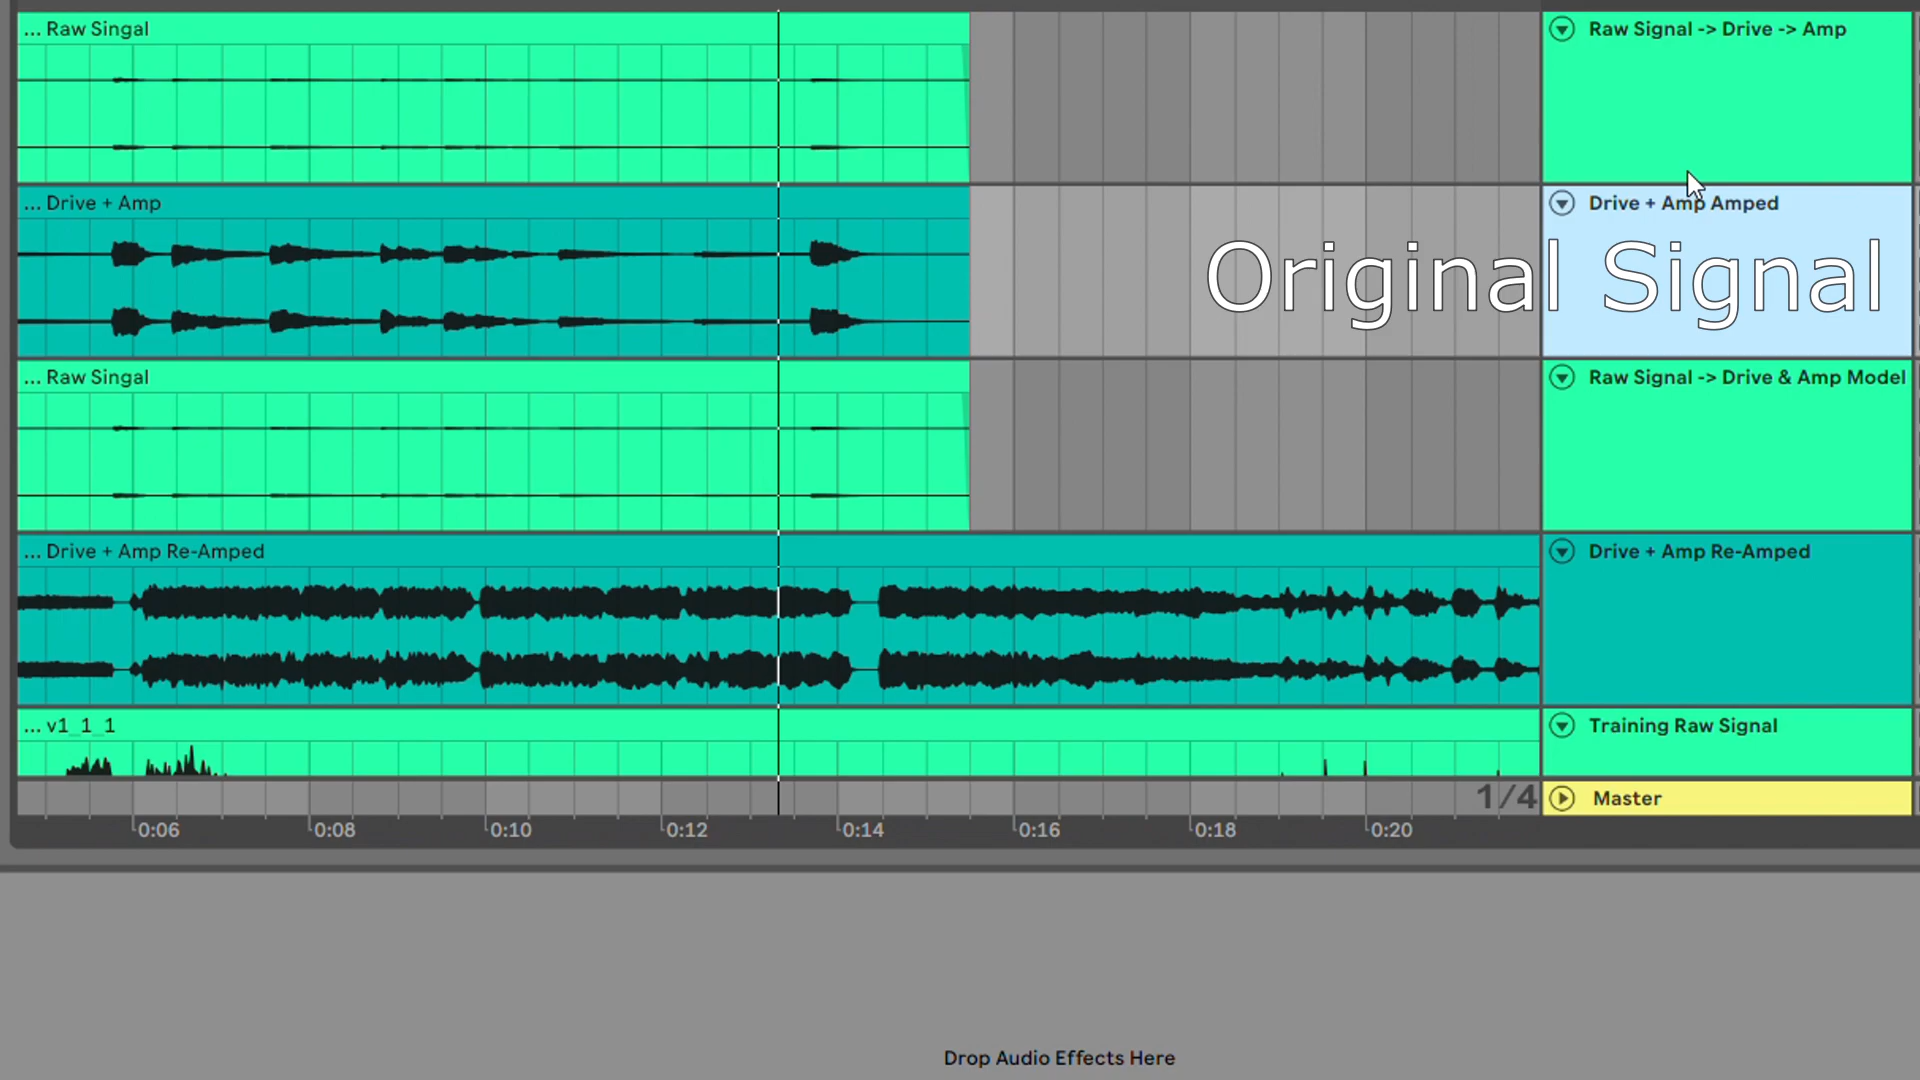 ... Raw Singal
Raw Signal -> Drive -> Amp
... Drive + Amp
Drive + Amp Amped
Original Signal
... Raw Singal
Raw Signal -> Drive & Amp Model
... Drive + Amp Re-Amped
Drive + Amp Re-Amped
... v1_1_1
Training Raw Signal
1/4
Master
0:06 0:08 0:10 0:12 0:14 0:16 0:18 0:20
Drop Audio Effects Here